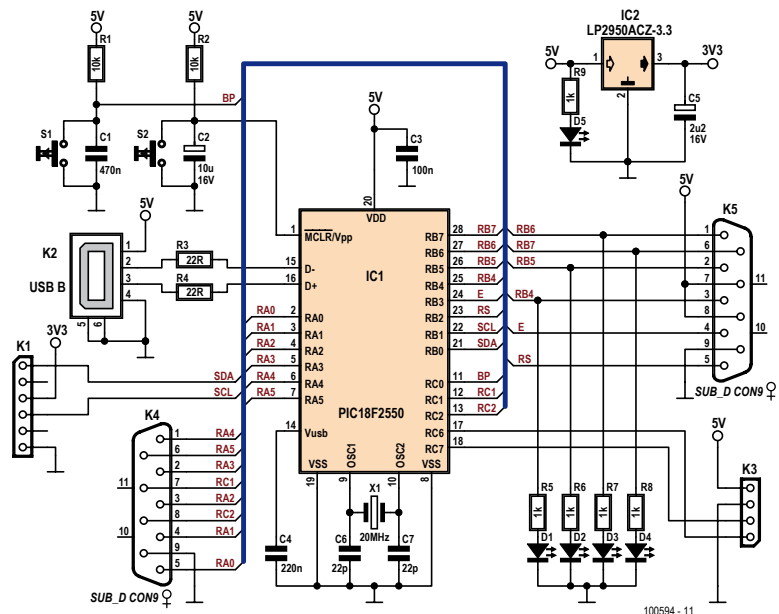 5V
R1
10k
5V
R2
10k
BP
S1
C1
470n
S2
C2
10u
16V
5V
C3
100n
IC2
LP2950ACZ-3.3
5V
1
3
3V3
2
R9
1k
D5
C5
2u2
16V
5V
K2
USB B
1
2
3
4
5
6
R3
22R
R4
22R
20
VDD
1
MCLR/Vpp
15
D-
16
D+
IC1
PIC18F2550
RA0
2
RA0
RA1
3
RA1
RA2
4
RA2
RA3
5
RA3
RA4
6
RA4
RA5
7
RA5
14
Vusb
VSS
19
OSC1
9
OSC2
10
VSS
8
RB7
28
RB7
RB6
RB6
27
RB6
RB7
RB5
26
RB5
RB5
RB4
25
RB4
RB3
24
E
RB4
RB2
23
RS
RB1
22
SCL
E
RB0
21
SDA
RS
RC0
11
BP
RC1
12
RC1
RC2
13
RC2
RC6
17
RC7
18
3V3
K1
SDA
SCL
K4
1
RA4
6
RA5
2
RA3
7
RC1
3
RA2
8
RC2
4
RA1
9
5
RA0
11
10
SUB_D CON9
C4
220n
X1
20MHz
C6
22p
C7
22p
5V
K5
1
6
2
7
3
8
4
9
5
11
10
SUB_D CON9
R5
1k
D1
R6
1k
D2
R7
1k
D3
R8
1k
D4
5V
K3
100594 - 11